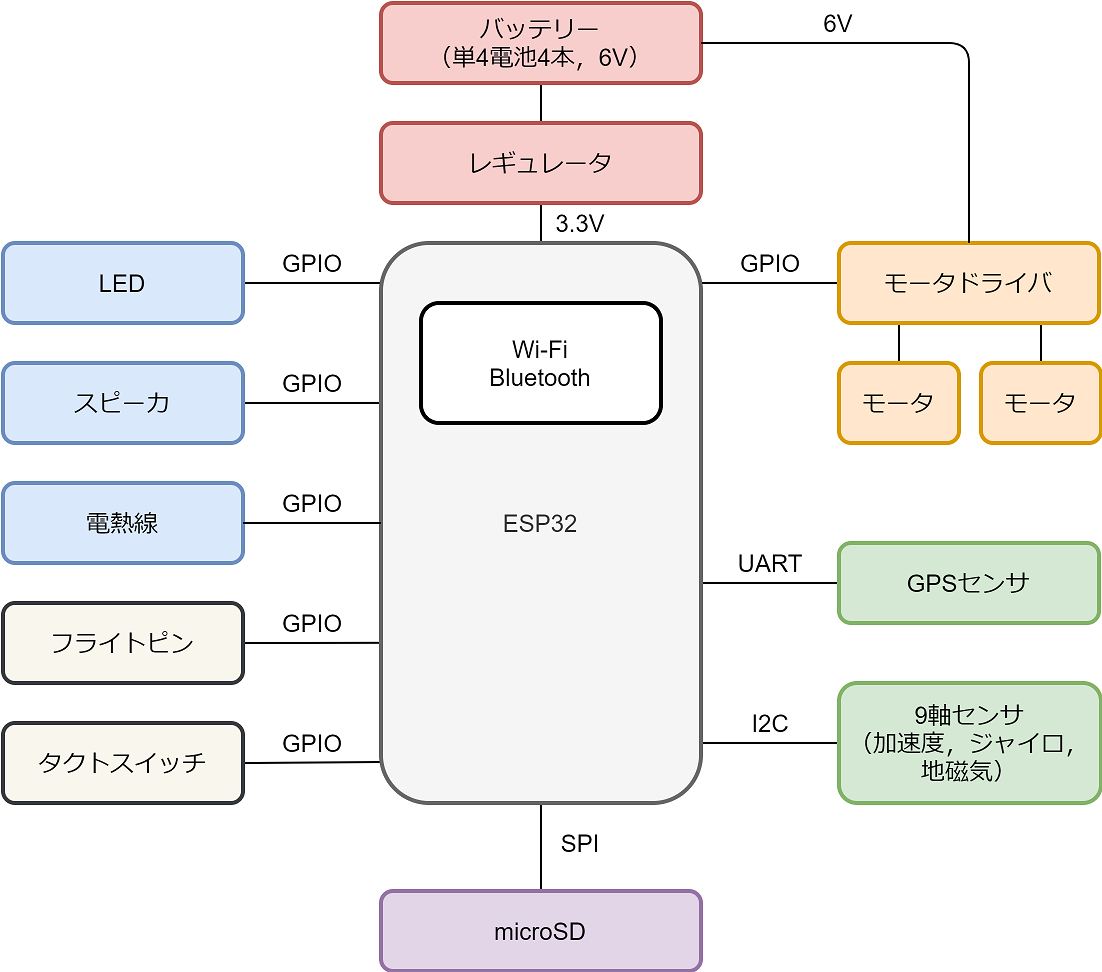 バッテリー
（単4電池4本，6V）
6V
レギュレータ
3.3V
LED
GPIO
GPIO
モータドライバ
Wi-Fi
Bluetooth
スピーカ
GPIO
モータ
モータ
電熱線
GPIO
ESP32
UART
GPSセンサ
フライトピン
GPIO
タクトスイッチ
GPIO
I2C
9軸センサ
（加速度，ジャイロ，
地磁気）
SPI
microSD